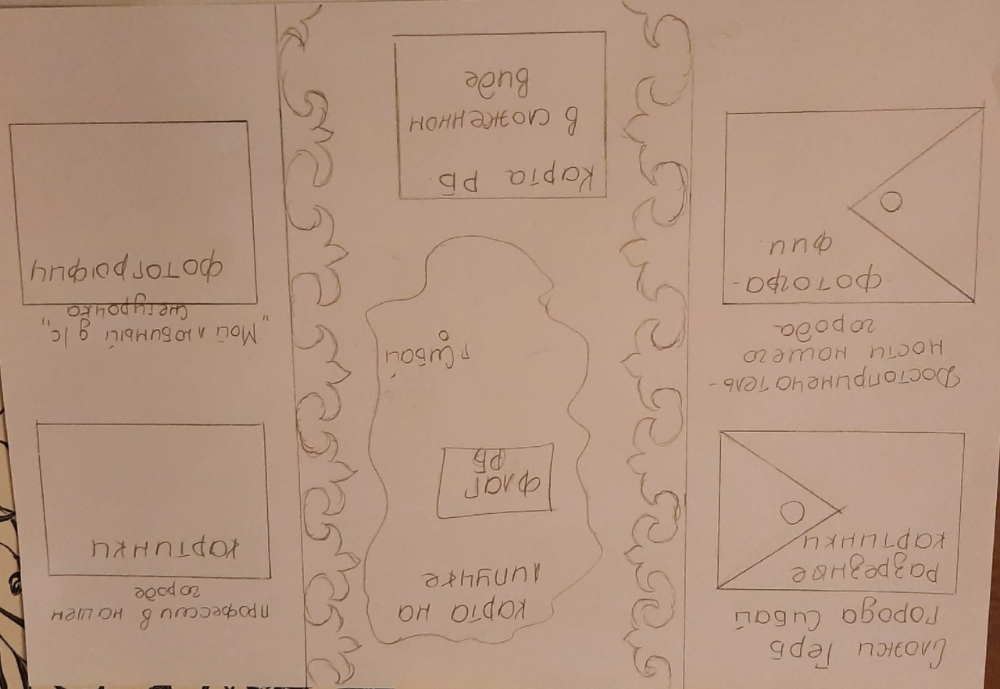 Сложи Герб
города Сибай
разрезные
картинки
Достопримечатель-
ности нашего
города
фотогра-
фии
карта на
липучке
флаг
РБ
г Сибай
Карта РБ
в сложенном
виде
профессии в нашем
городе
картинки
"Мой любимый д/с
снегурочка"
фотографии